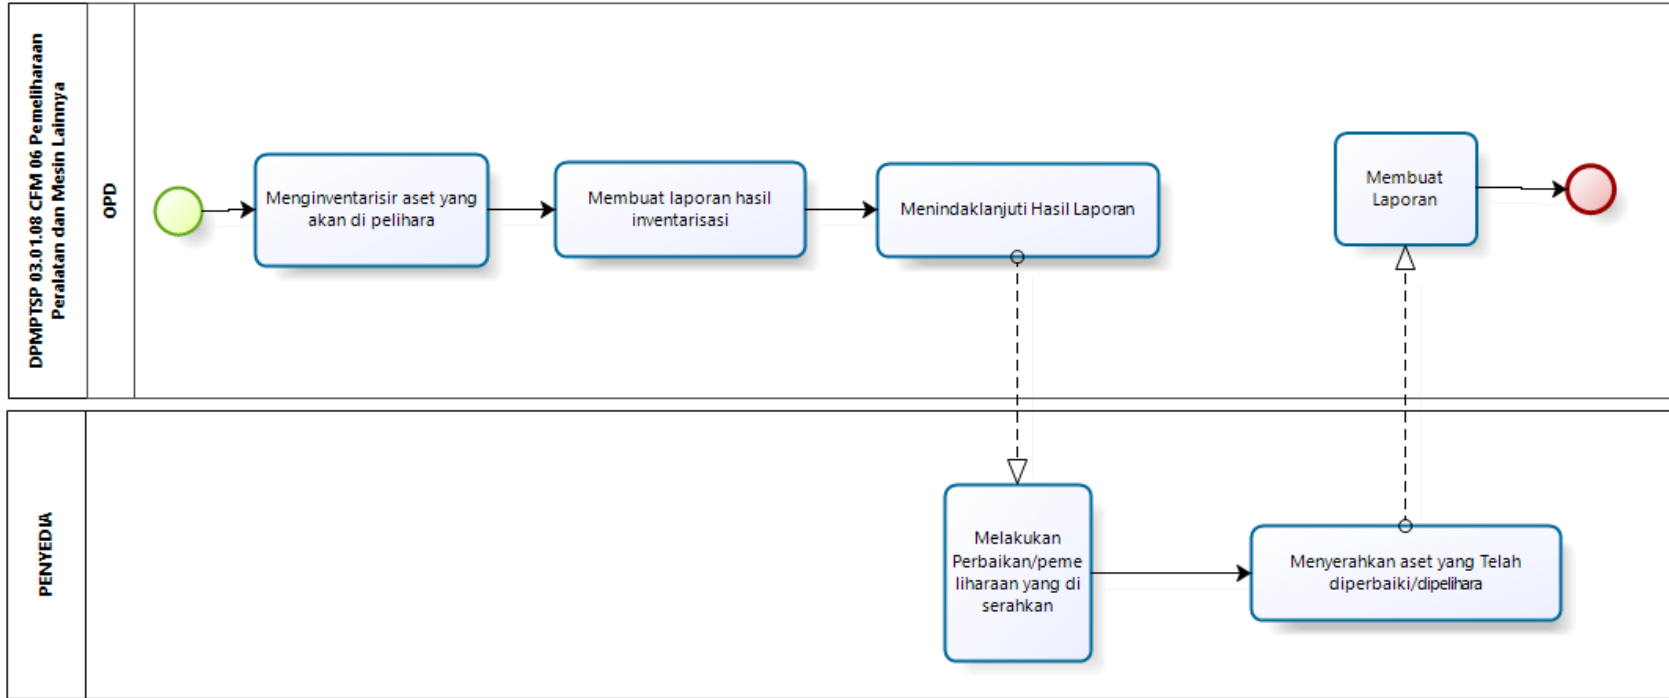 DPMPTSP 03.01.08 CFM 06 Pemeliharaan
Peralatan dan Mesin Lainnya
OPD
Menginventarisir aset yang
akan di pelihara
Membuat laporan hasil
inventarisasi
Menindaklanjuti Hasil Laporan
Membuat
Laporan
PENYEDIA
Melakukan
Perbaikan/peme
liharaan yang di
serahkan
Menyerahkan aset yang Telah
diperbaiki/dipelihara